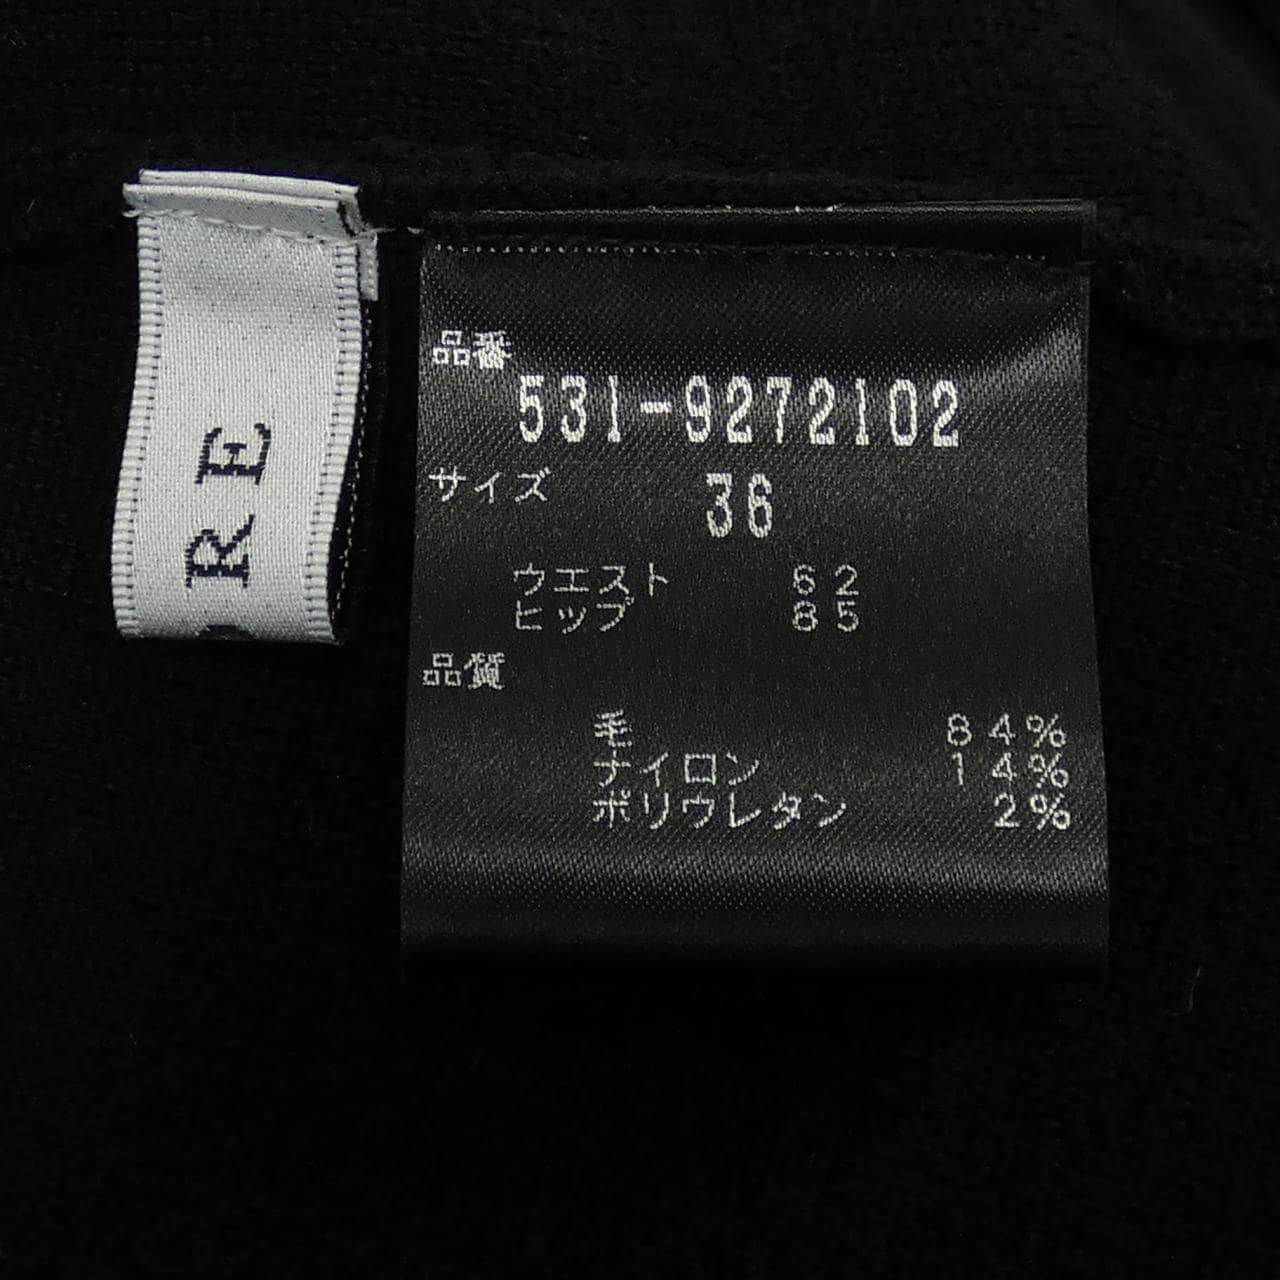 RE
品番
531-9272102
サイズ 36
ウエスト 62
ヒップ 85
品質
毛 84%
ナイロン 14%
ポリウレタン 2%